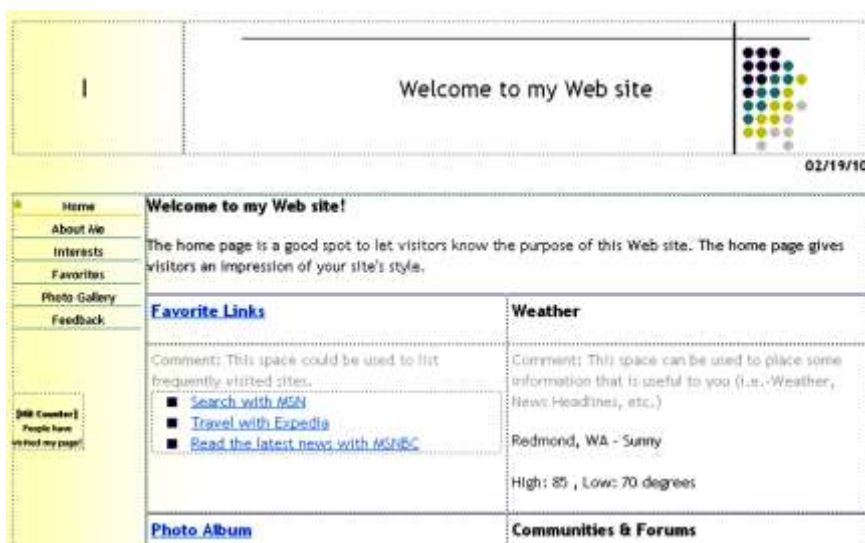 Welcome to my Web site
02/19/10
Home
About Me
Interests
Favorites
Photo Gallery
Feedback
[Hit Counter]
People have
visited my page!
Welcome to my Web site!
The home page is a good spot to let visitors know the purpose of this Web site. The home page gives
visitors an impression of your site's style.
Favorite Links
Comment: This space could be used to list
frequently visited sites.
Search with MSN
Travel with Expedia
Read the latest news with MSNBC
Weather
Comment: This space can be used to place some
information that is useful to you (i.e.-Weather,
News Headlines, etc.)
Redmond, WA - Sunny
High: 85 , Low: 70 degrees
Photo Album
Communities & Forums